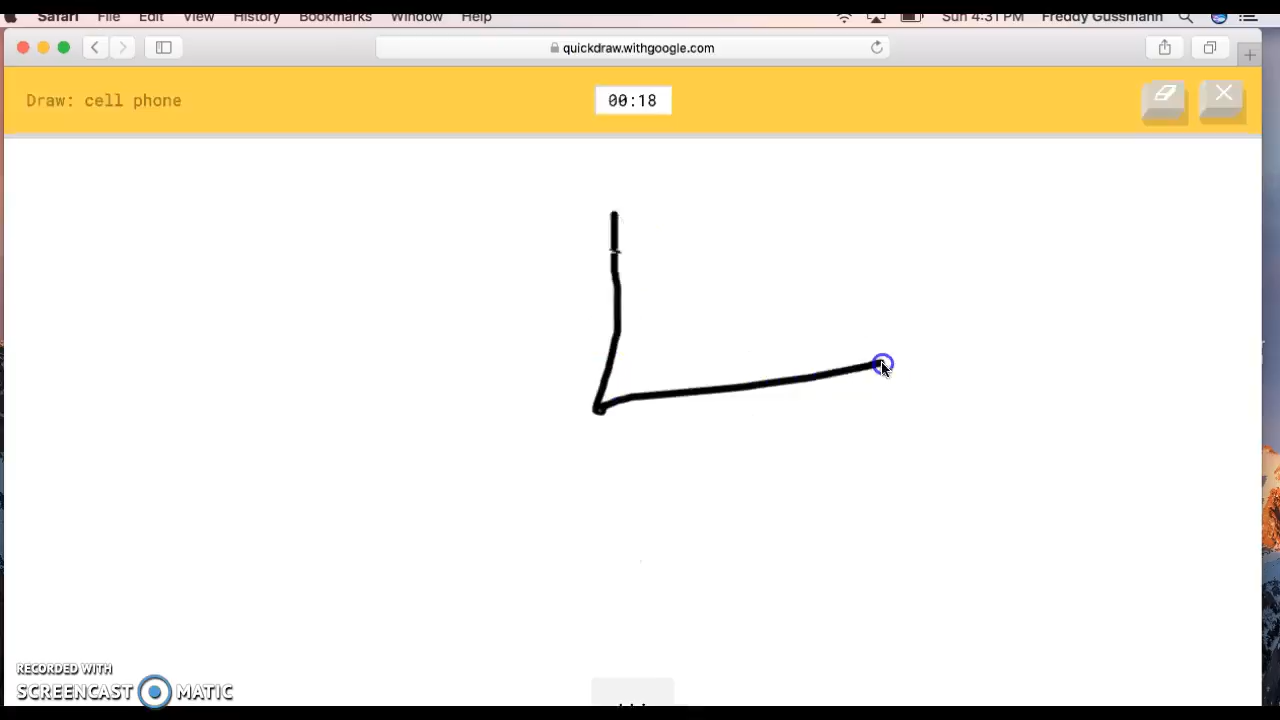 Safari File Edit View History Bookmarks Window Help Sun 4:31 PM Freddy Gussmann
quickdraw.withgoogle.com
Draw: cell phone 00:18
RECORDED WITH
SCREENCAST MATIC